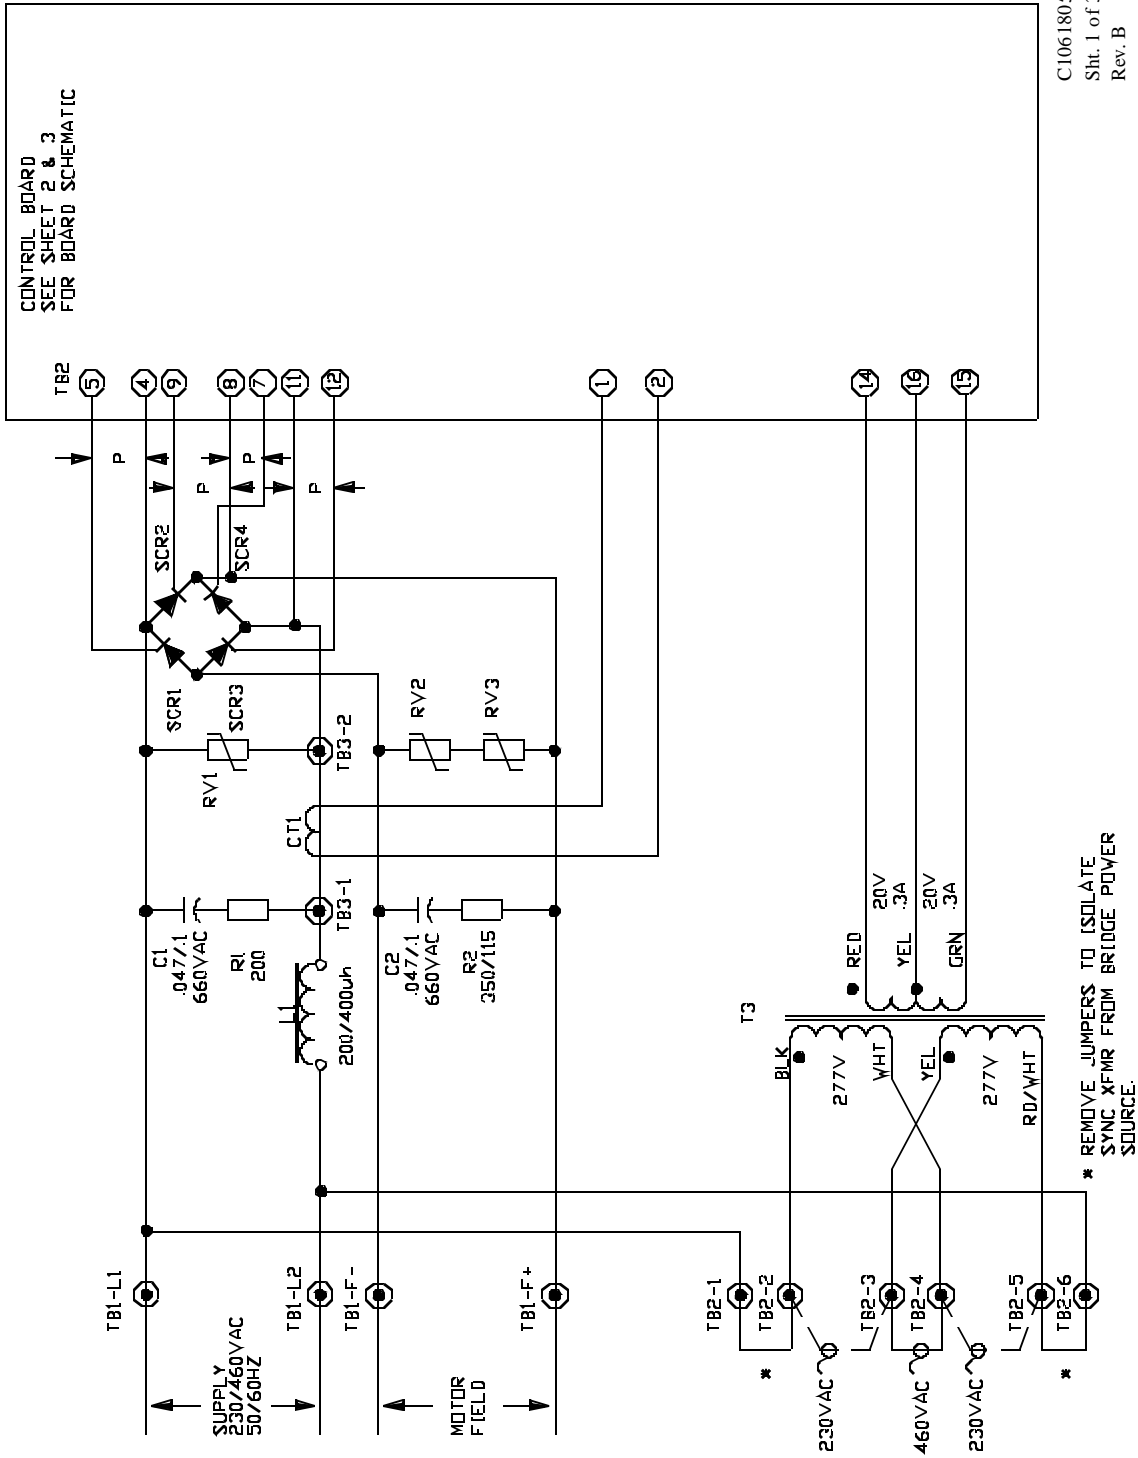 CONTROL BOARD
SEE SHEET 2 & 3
FOR BOARD SCHEMATIC
TB2
5
4
9
8
7
11
12
1
2
14
16
15
P
P
P
P
SCR2
SCR4
SCR1
SCR3
RV1
TB3-2
RV2
RV3
CT1
C1
.047/.1
660VAC
R1
200
TB3-1
L1
200/400uh
C2
.047/.1
660VAC
R2
350/115
20V
.3A
20V
.3A
RED
YEL
GRN
T3
BLK
277V
WHT
YEL
277V
RD/WHT
TB1-L1
TB1-L2
TB1-F-
TB1-F+
SUPPLY
230/460VAC
50/60HZ
MOTOR
FIELD
TB2-1
TB2-2
TB2-3
TB2-4
TB2-5
TB2-6
*
*
230VAC
460VAC
230VAC
* REMOVE JUMPERS TO ISOLATE
SYNC XFMR FROM BRIDGE POWER
SOURCE.
Sht. 1 of
Rev. B